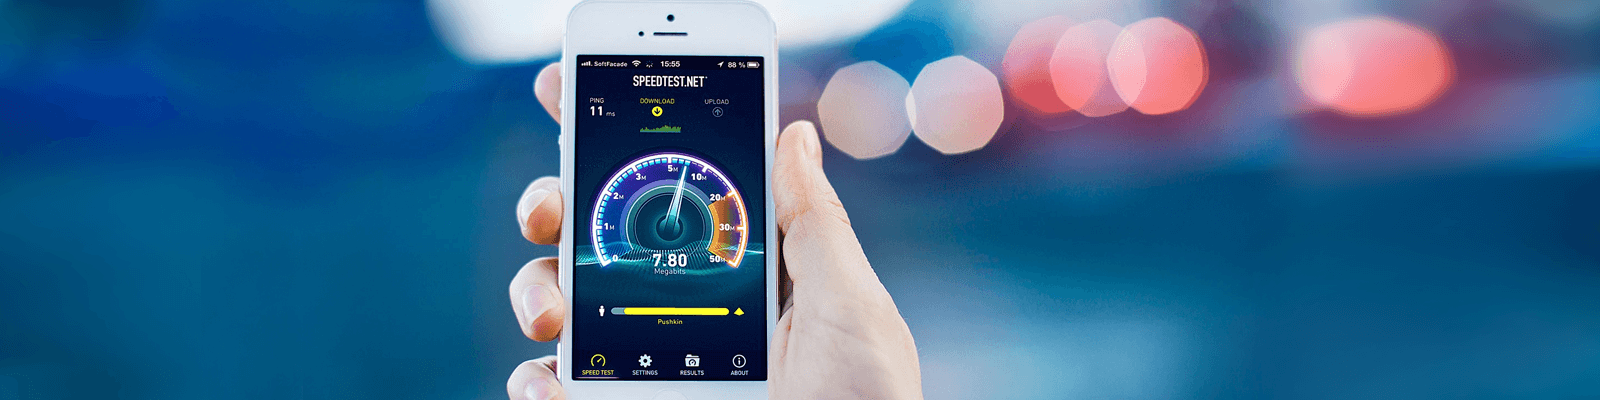 SoftFacade 15:55 88 %
SPEEDTEST.NET
PING DOWNLOAD UPLOAD
11 ms
5M
3M 10M
2M 20M
1M 30M
0 50M
7.80
Megabits
Pushkin
SPEED TEST SETTINGS RESULTS ABOUT